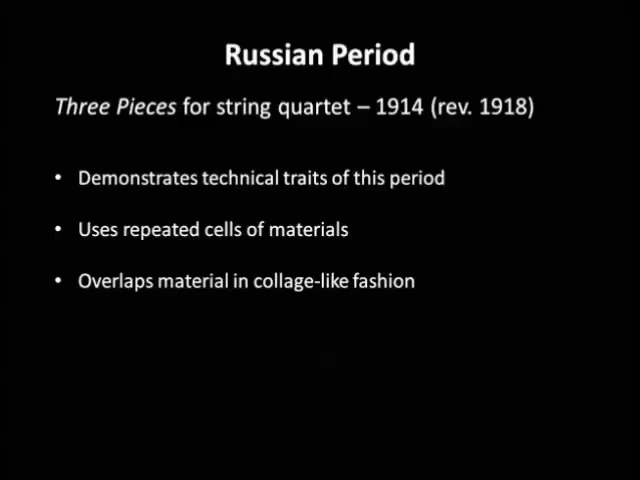 Russian Period
Three Pieces for string quartet – 1914 (rev. 1918)
• Demonstrates technical traits of this period
• Uses repeated cells of materials
• Overlaps material in collage-like fashion